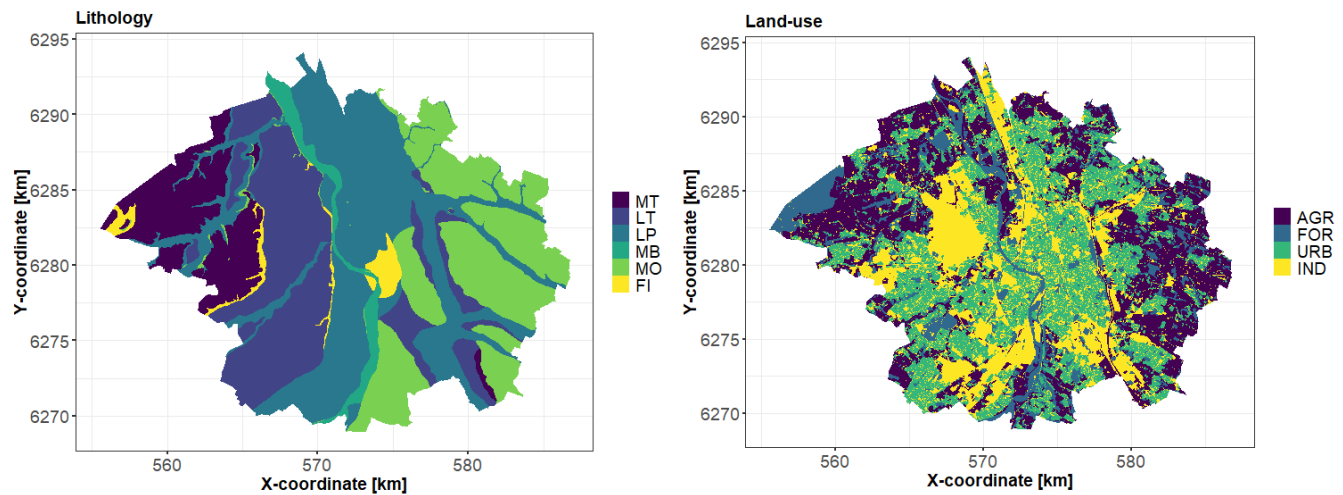 Lithology
Y-coordinate [km]
6295
6290
6285
6280
6275
6270
560
570
580
X-coordinate [km]
MT
LT
LP
MB
MO
FI
Land-use
Y-coordinate [km]
6295
6290
6285
6280
6275
6270
560
570
580
X-coordinate [km]
AGR
FOR
URB
IND